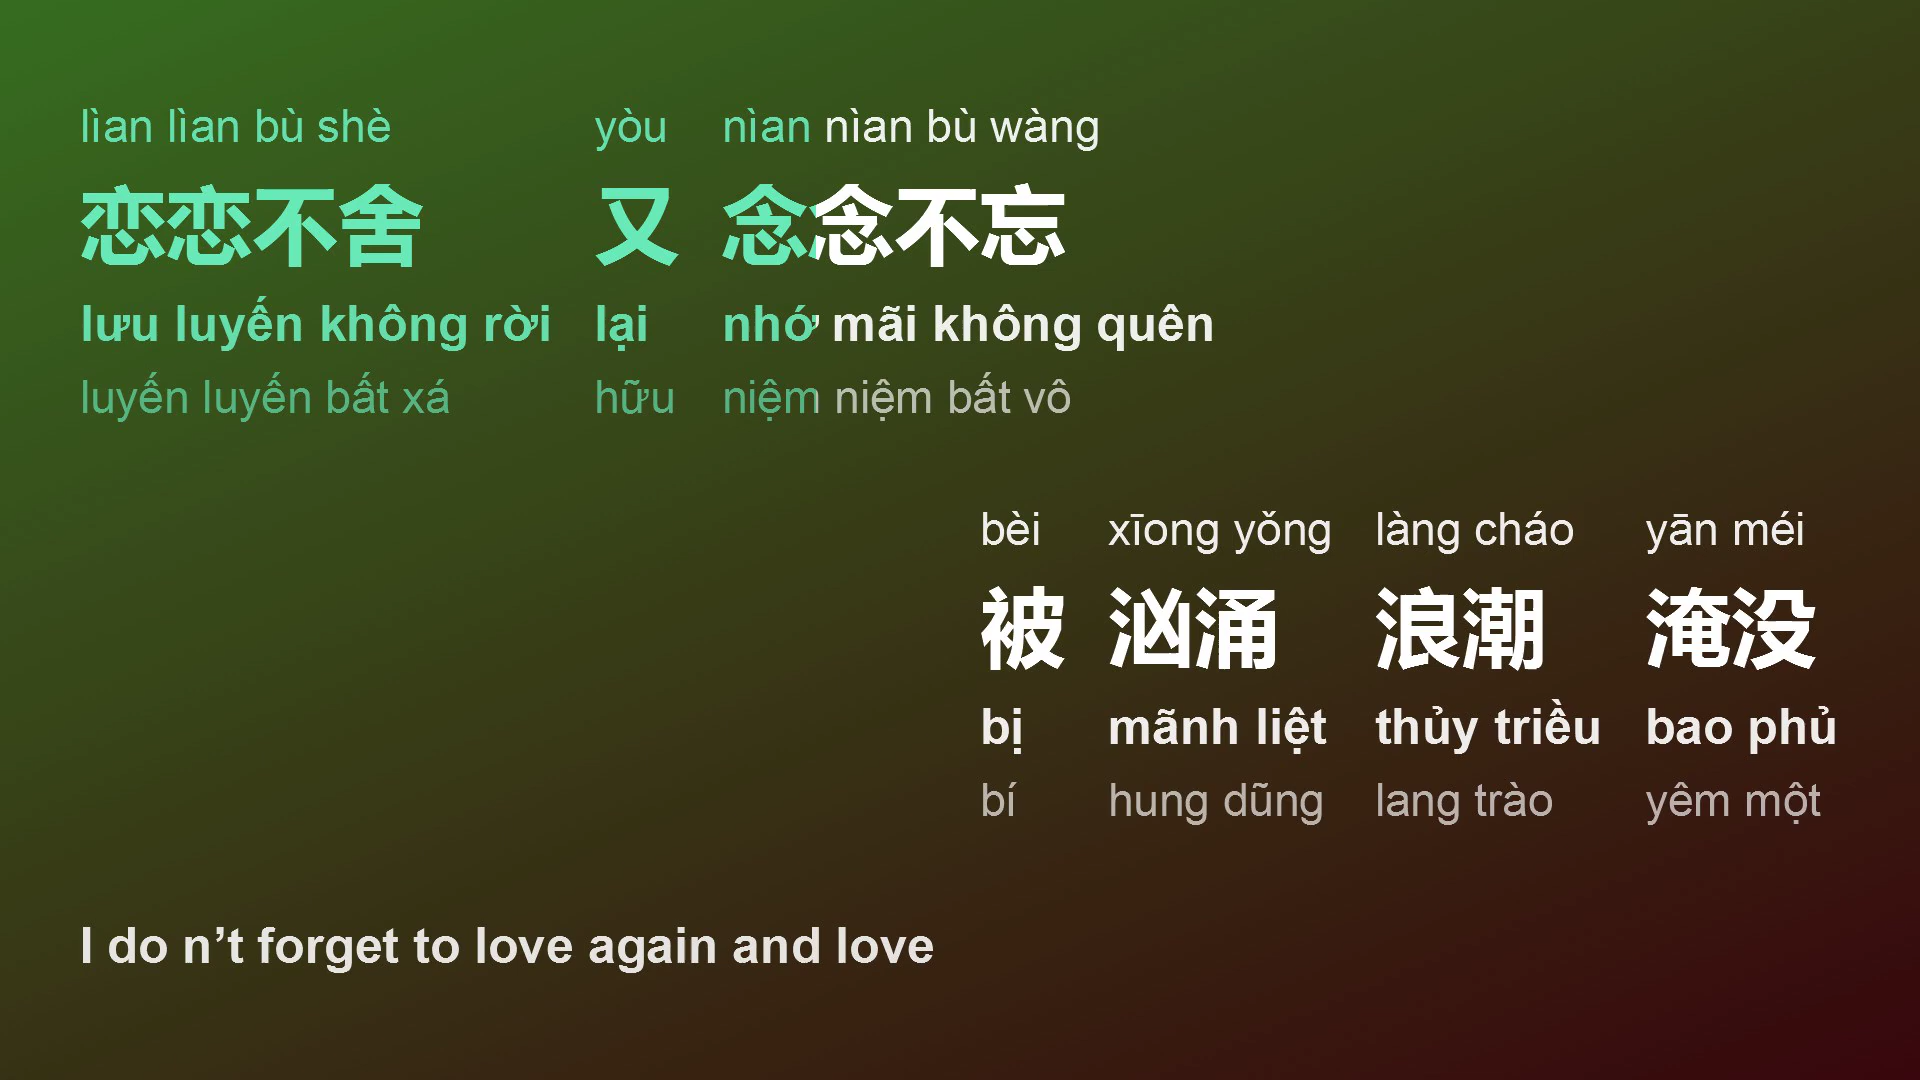 lìan lìan bù shè yòu nìan nìan bù wàng
恋恋不舍 又 念念不忘
lưu luyến không rời lại nhớ mãi không quên
luyến luyến bất xá hữu niệm niệm bất vô
bèi xīong yǒng làng cháo yān méi
被 汹涌 浪潮 淹没
bị mãnh liệt thủy triều bao phủ
bí hung dũng lang trào yêm một
I do n’t forget to love again and love